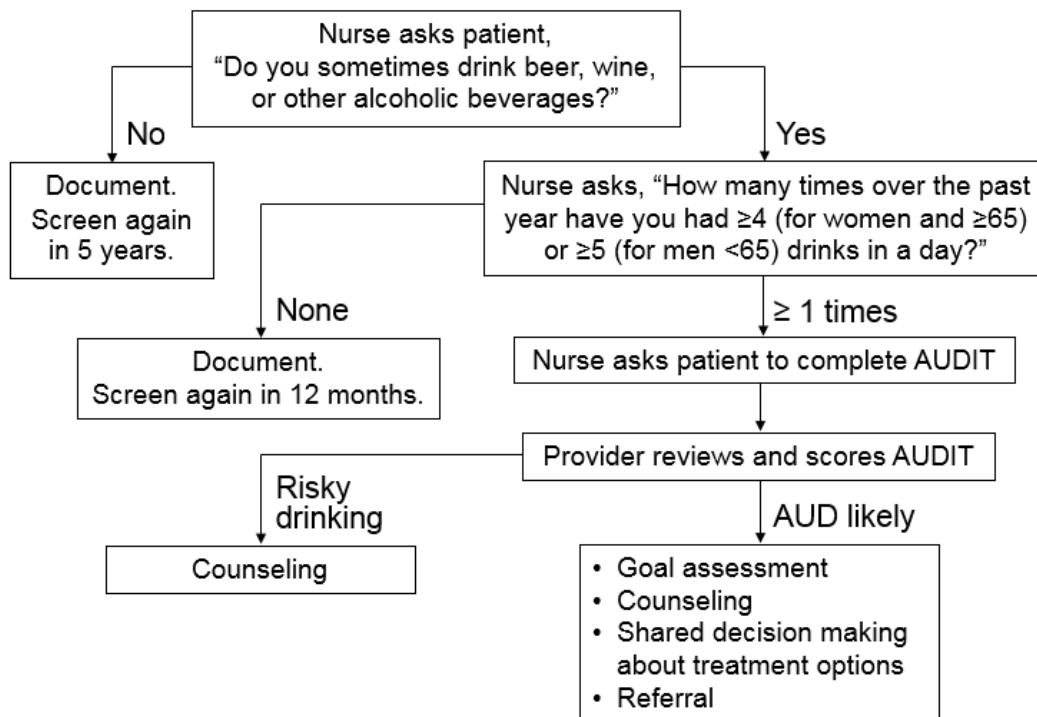 Nurse asks patient,
“Do you sometimes drink beer, wine,
or other alcoholic beverages?”
No
Yes
Document.
Screen again
in 5 years.
Nurse asks, “How many times over the past
year have you had ≥4 (for women and ≥65)
or ≥5 (for men <65) drinks in a day?”
None
≥ 1 times
Document.
Screen again in 12 months.
Nurse asks patient to complete AUDIT
Provider reviews and scores AUDIT
Risky
drinking
AUD likely
Counseling
• Goal assessment
• Counseling
• Shared decision making
about treatment options
• Referral